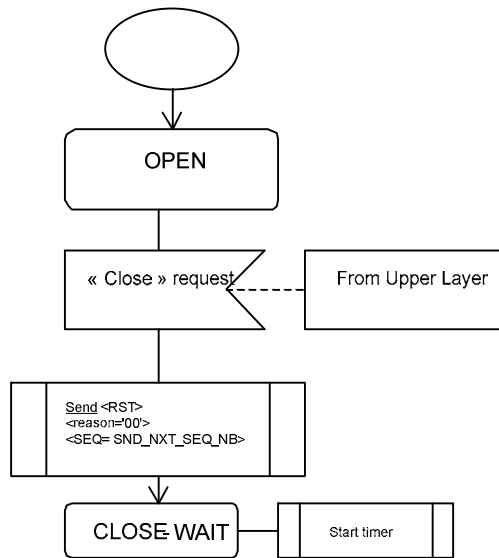 OPEN
« Close » request
From Upper Layer
Send <RST>
<reason='00'>
<SEQ= SND_NXT_SEQ_NB>
CLOSE-WAIT
Start timer